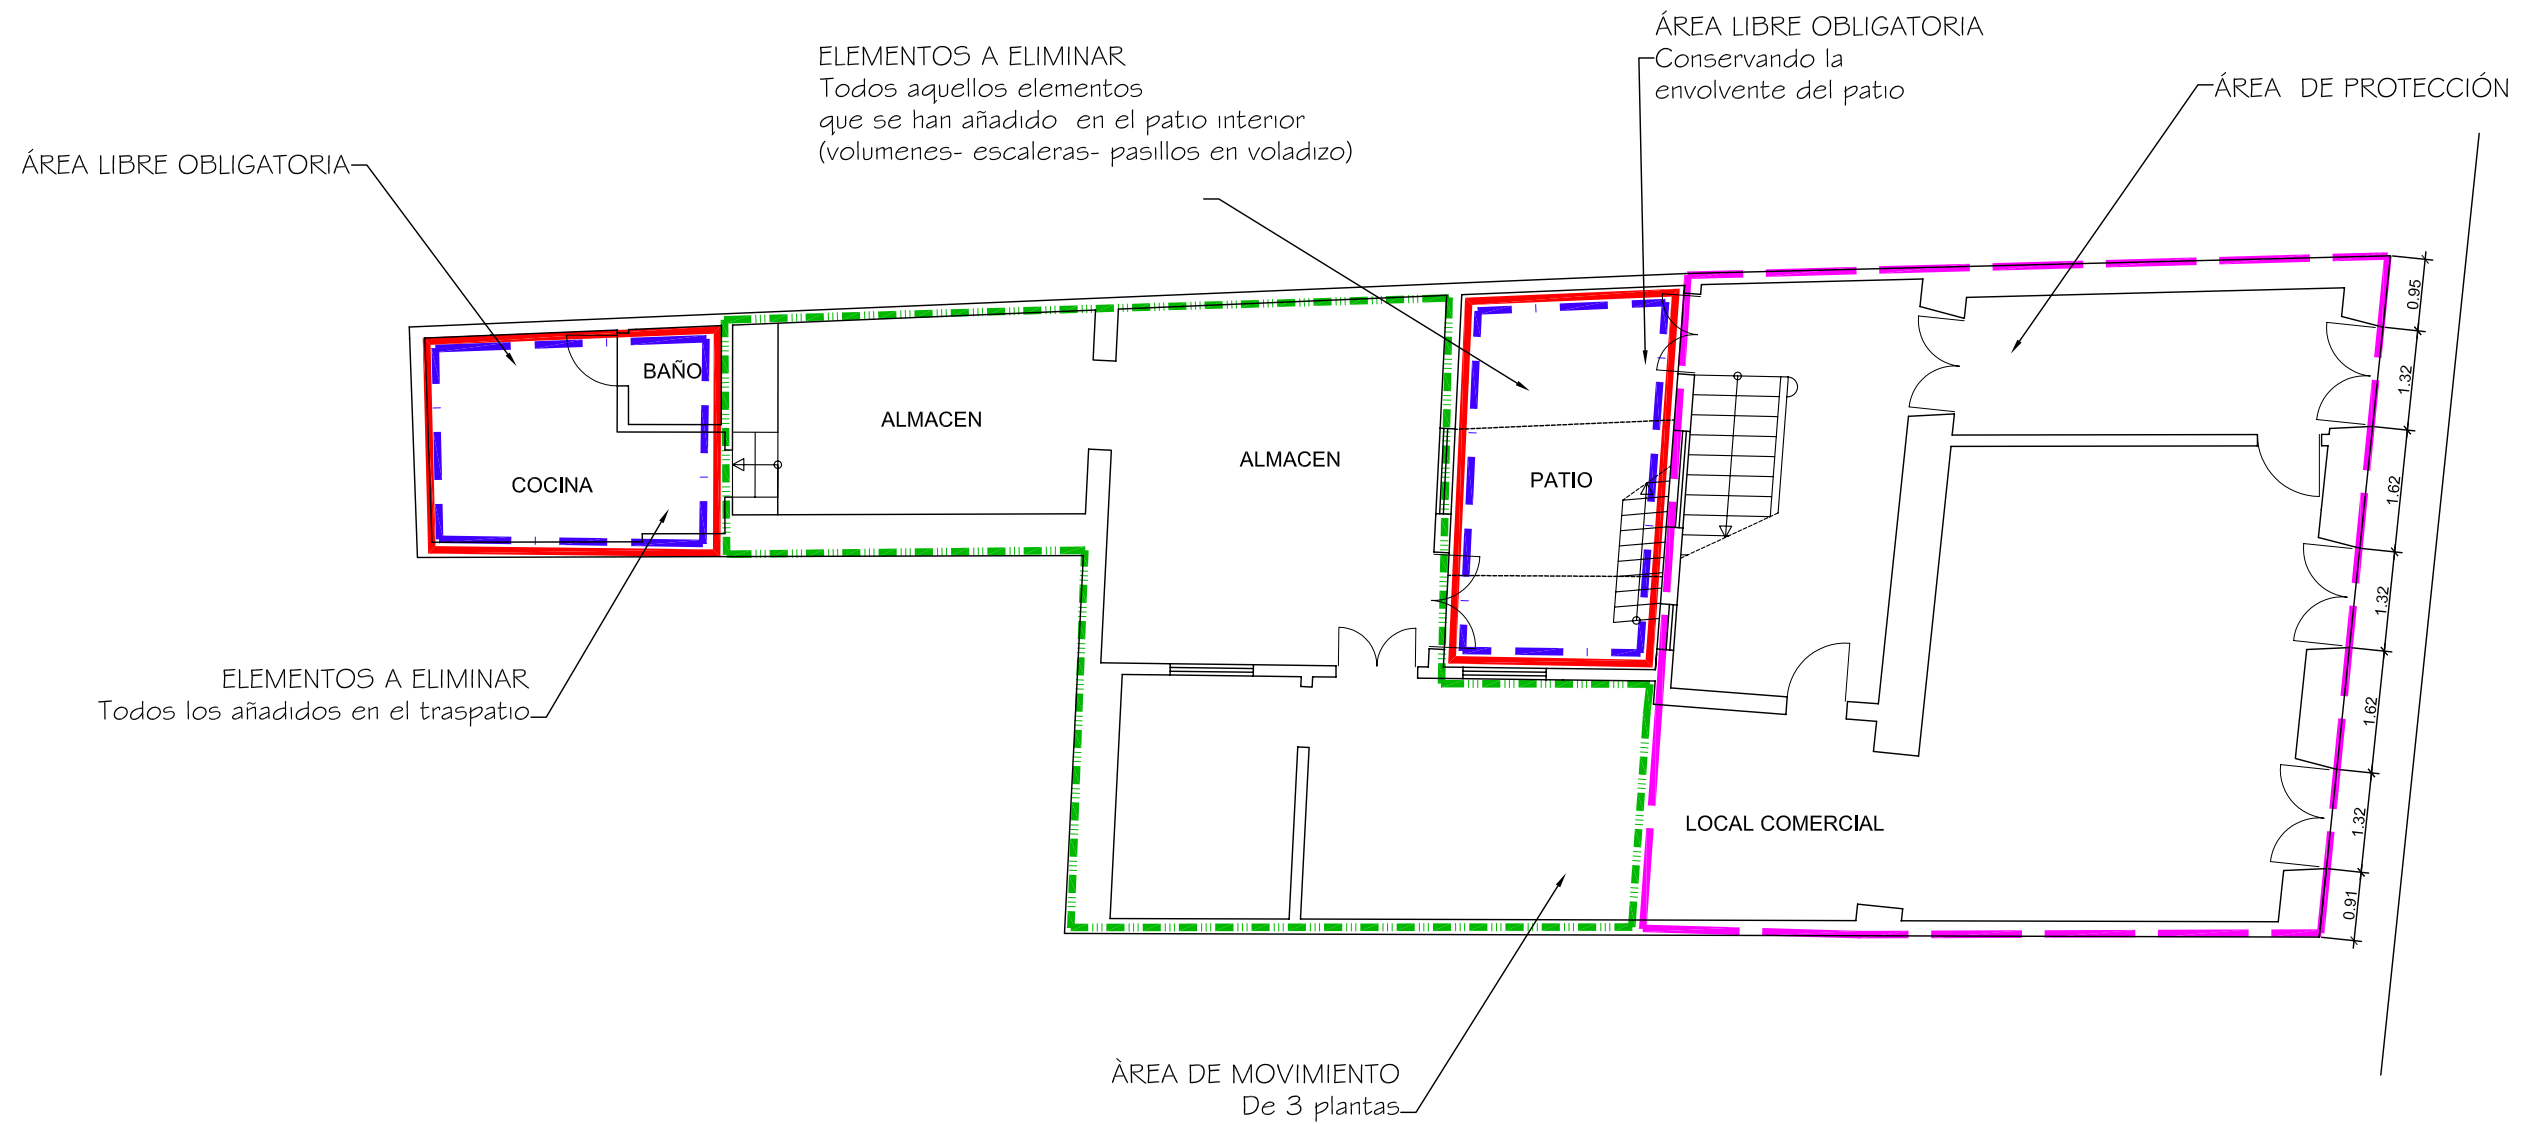 ÁREA LIBRE OBLIGATORIA
Conservando la
envolvente del patio
ELEMENTOS A ELIMINAR
Todos aquellos elementos
que se han añadido en el patio interior
(volumenes- escaleras- pasillos en voladizo)
ÁREA DE PROTECCIÓN
ÁREA LIBRE OBLIGATORIA
0.95
BAÑO
1.32
ALMACEN
ALMACEN
PATIO
COCINA
1.62
1.32
ELEMENTOS A ELIMINAR
Todos los añadidos en el traspatio
1.62
LOCAL COMERCIAL
1.32
0.91
ÀREA DE MOVIMIENTO
De 3 plantas